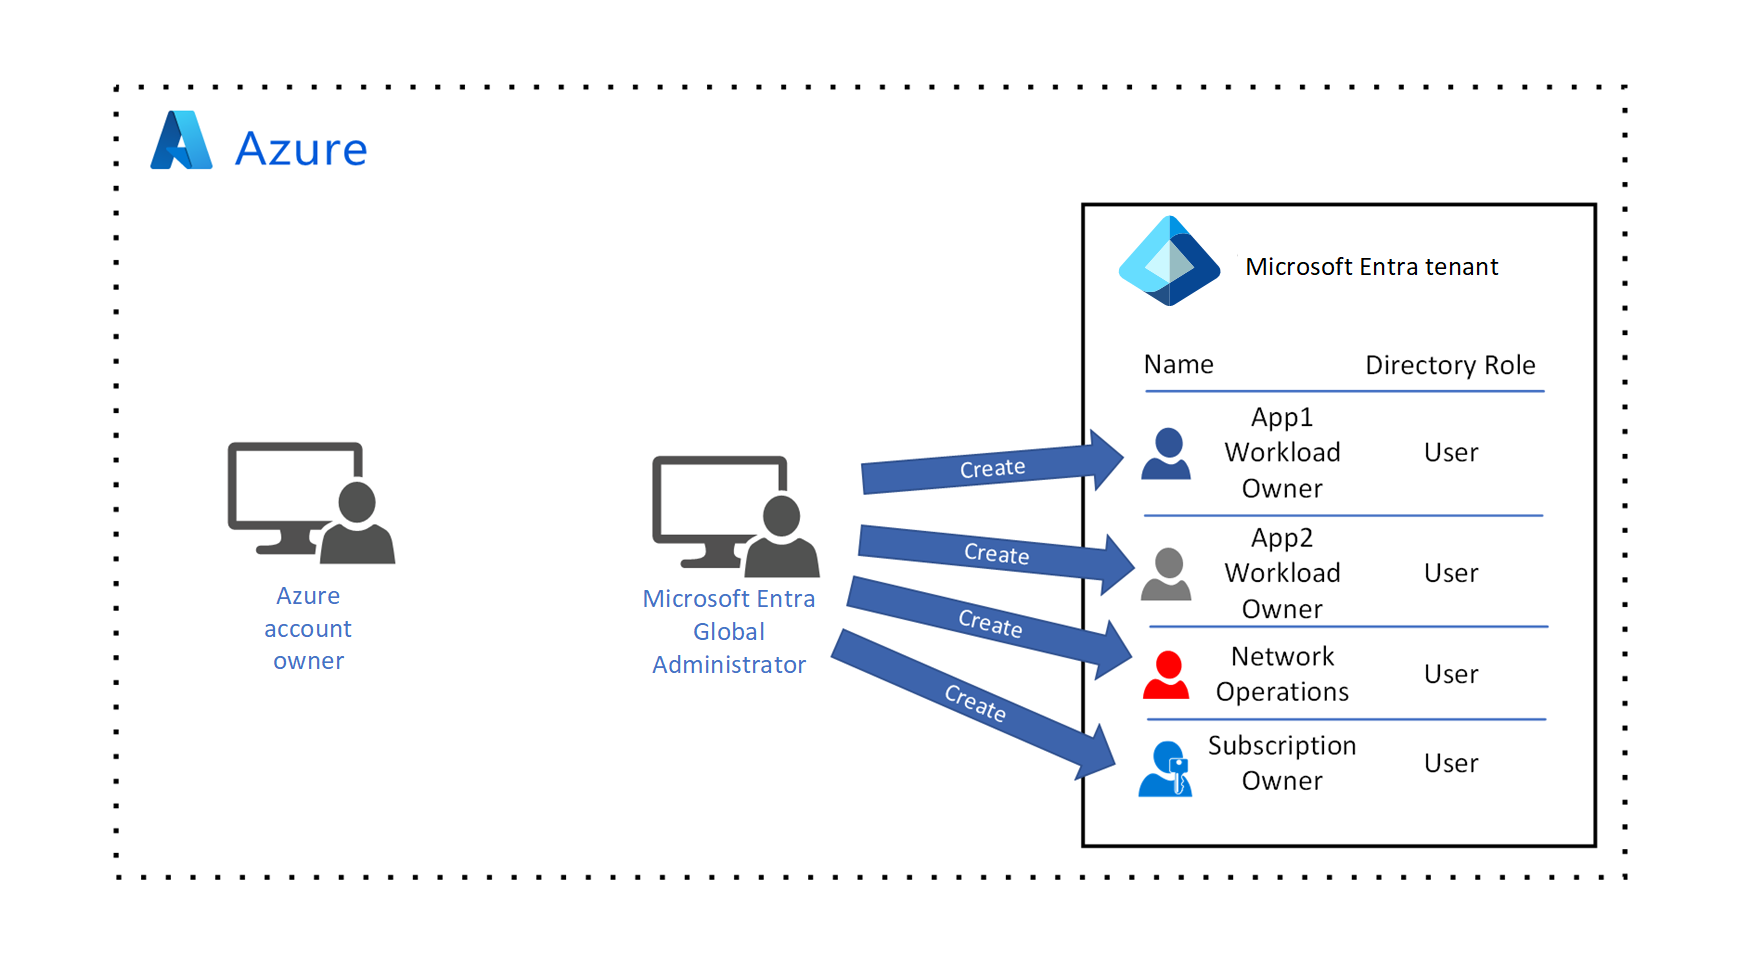 Azure
Microsoft Entra tenant
Name Directory Role
App1
Workload User
Owner
App2
Workload User
Owner
Network
Operations
User
Subscription
Owner
User
Create
Create
Create
Create
Azure
account
owner
Microsoft Entra
Global
Administrator